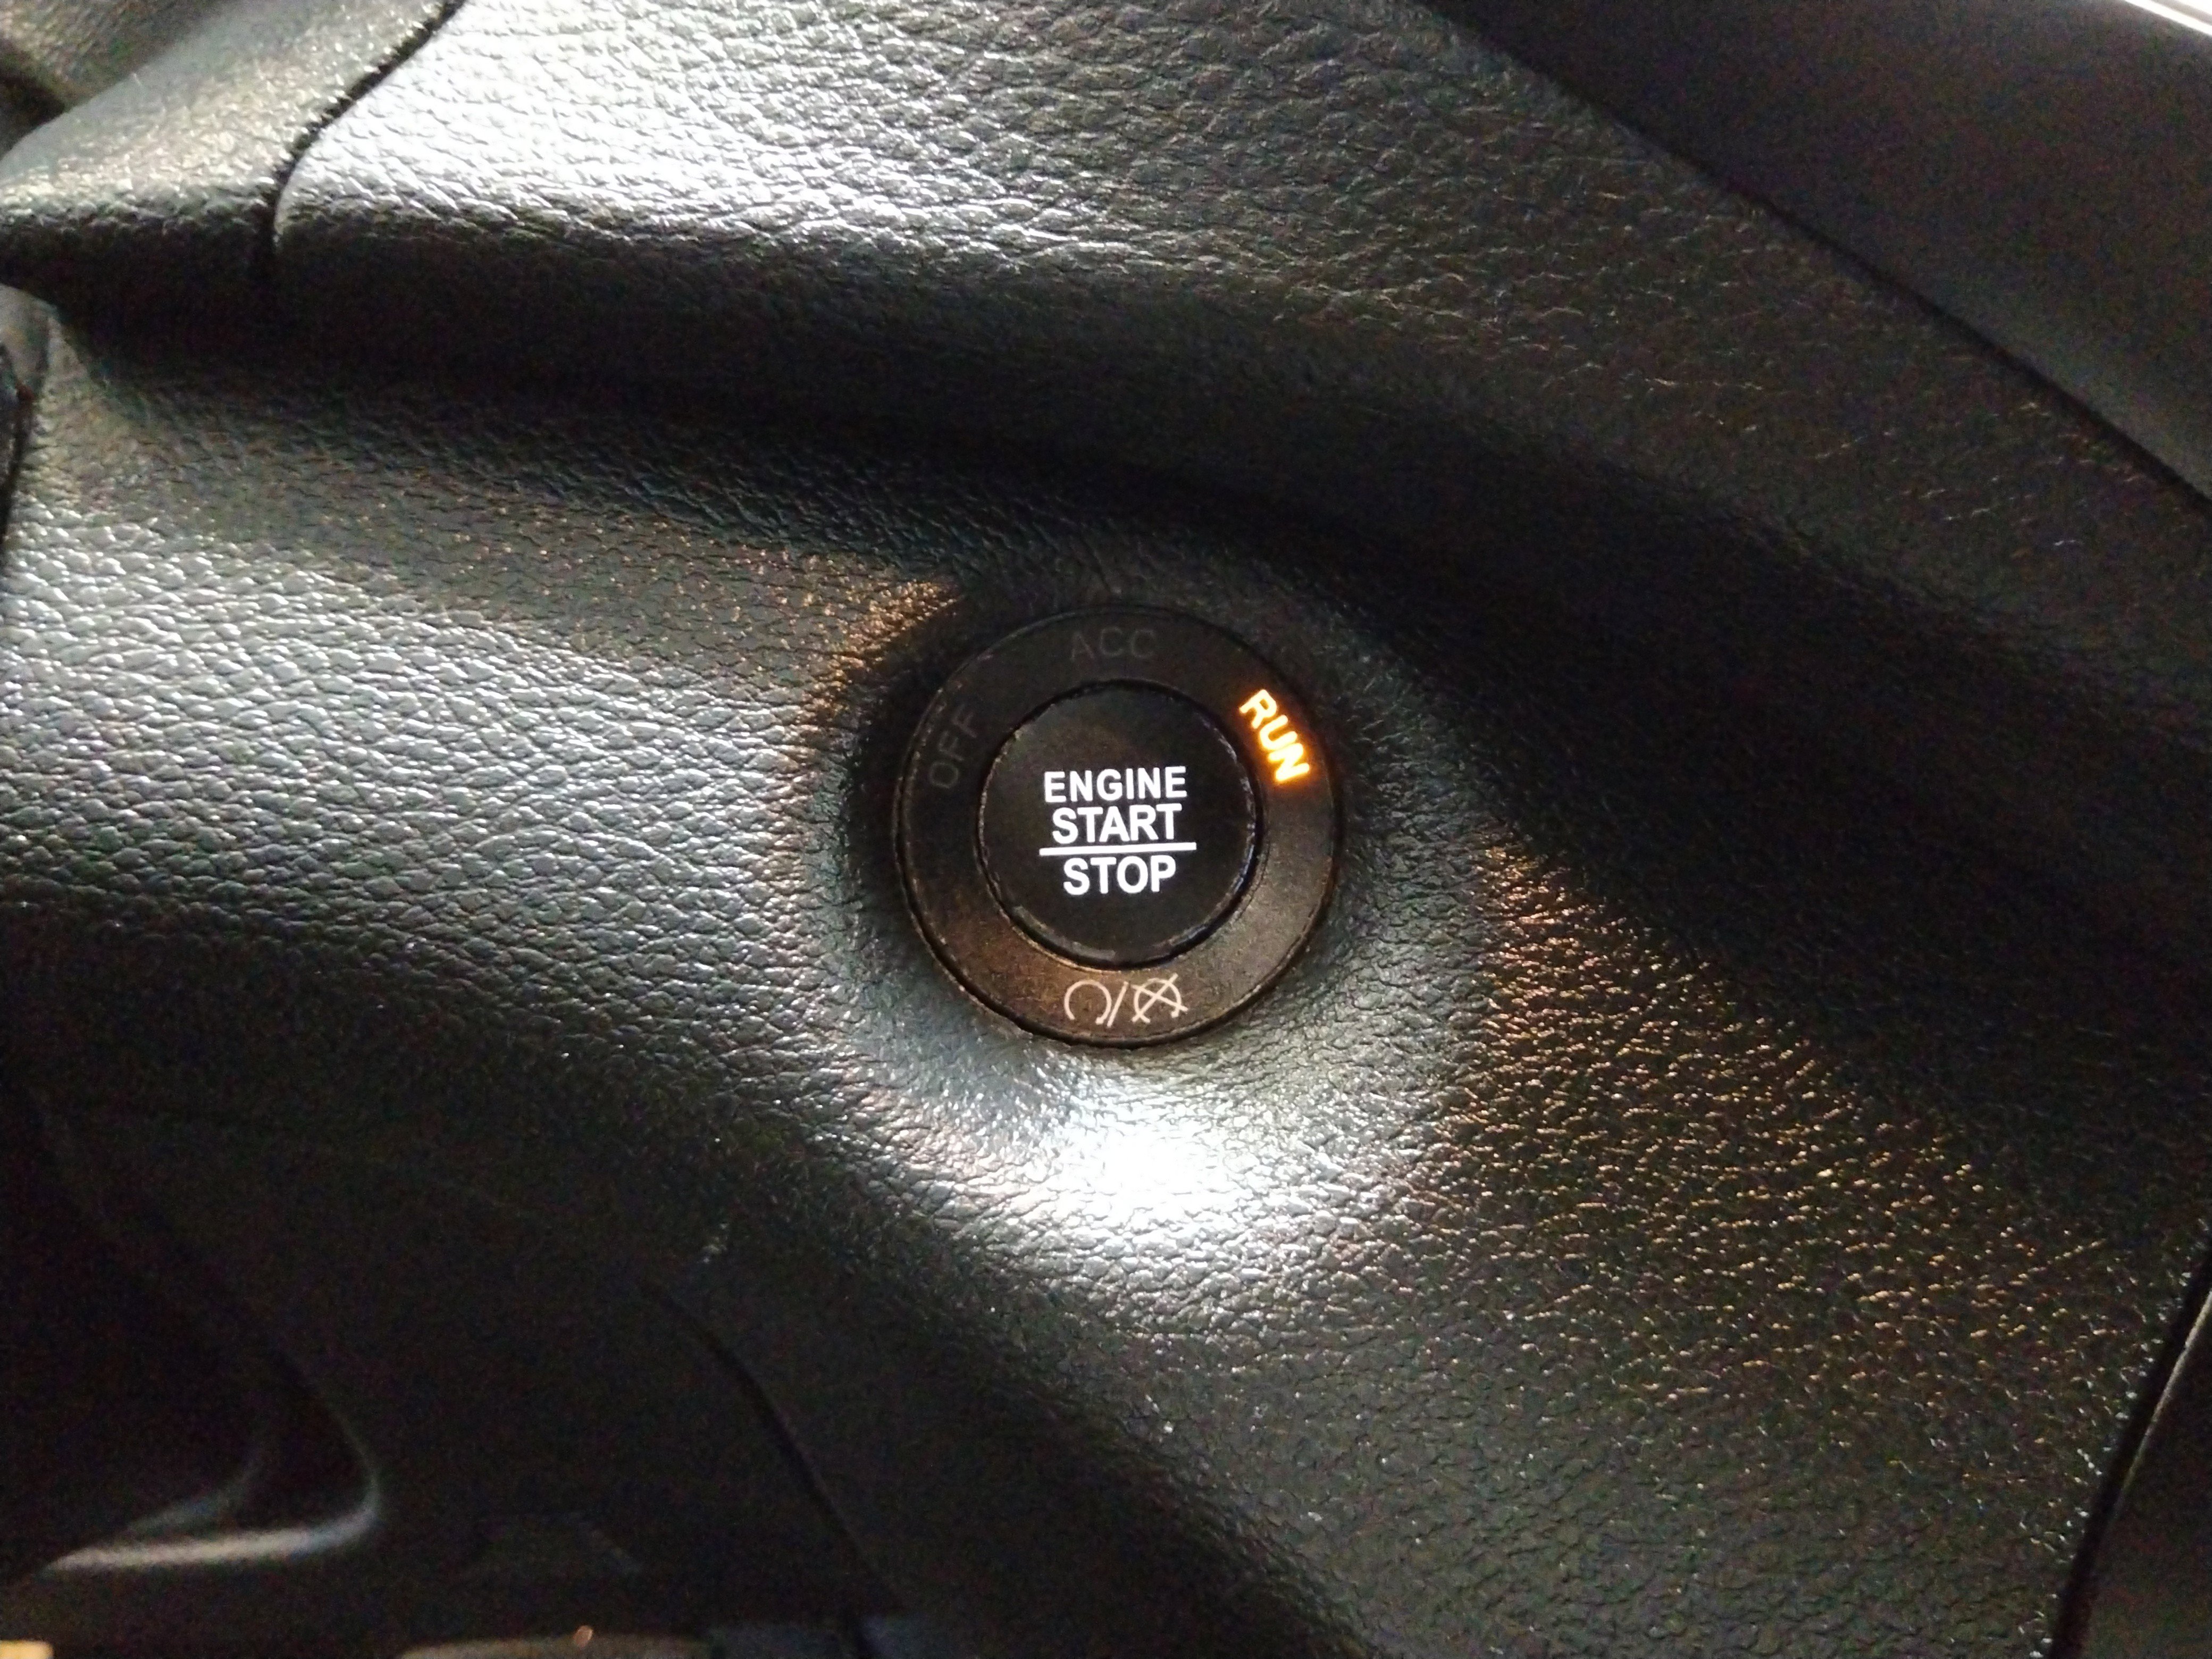 ACC
OFF
RUN
ENGINE
START
STOP